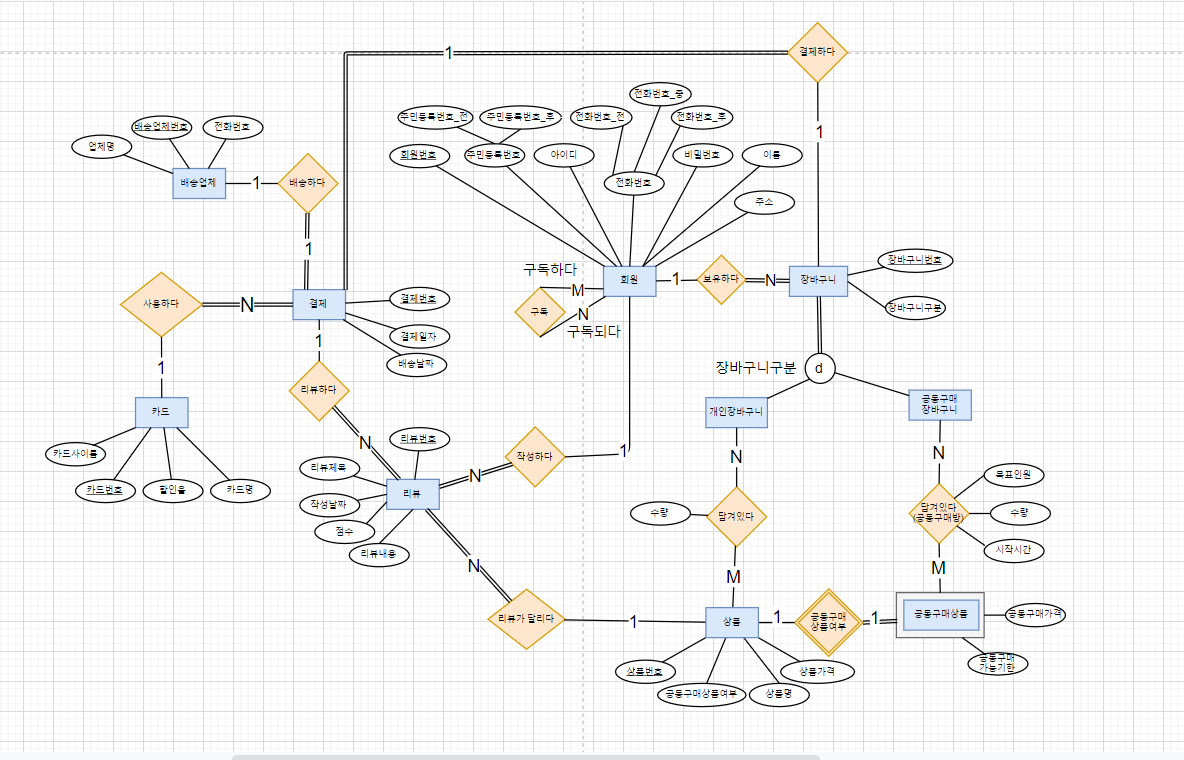 1
결제하다
1
전화번호_중
주민등록번호_전
주민등록번호_후
전화번호_전
전화번호_후
배송업체번호
전화번호
업체명
회원번호
주민등록번호
아이디
비밀번호
이름
전화번호
배송업체
1
배송하다
주소
1
구독하다
회원
1
보유하다
N
장바구니
장바구니번호
M
구독
N
구독되다
장바구니구분
사용하다
N
결제
결제번호
1
결제일자
배송날짜
1
장바구니구분
d
리뷰하다
카드
개인장바구니
공동구매
장바구니
N
리뷰번호
카드사이름
카드번호
할인율
카드명
리뷰제목
작성날짜
점수
리뷰내용
리뷰
N
작성하다
1
N
N
목표인원
수량
담겨있다
담겨있다
(공동구매방)
수량
시작시간
N
M
M
리뷰가 달리다
1
상품
1
공동구매
상품여부
1
공동구매상품
공동구매가격
상품번호
공동구매상품여부
상품명
상품가격
공동구매
가능기한